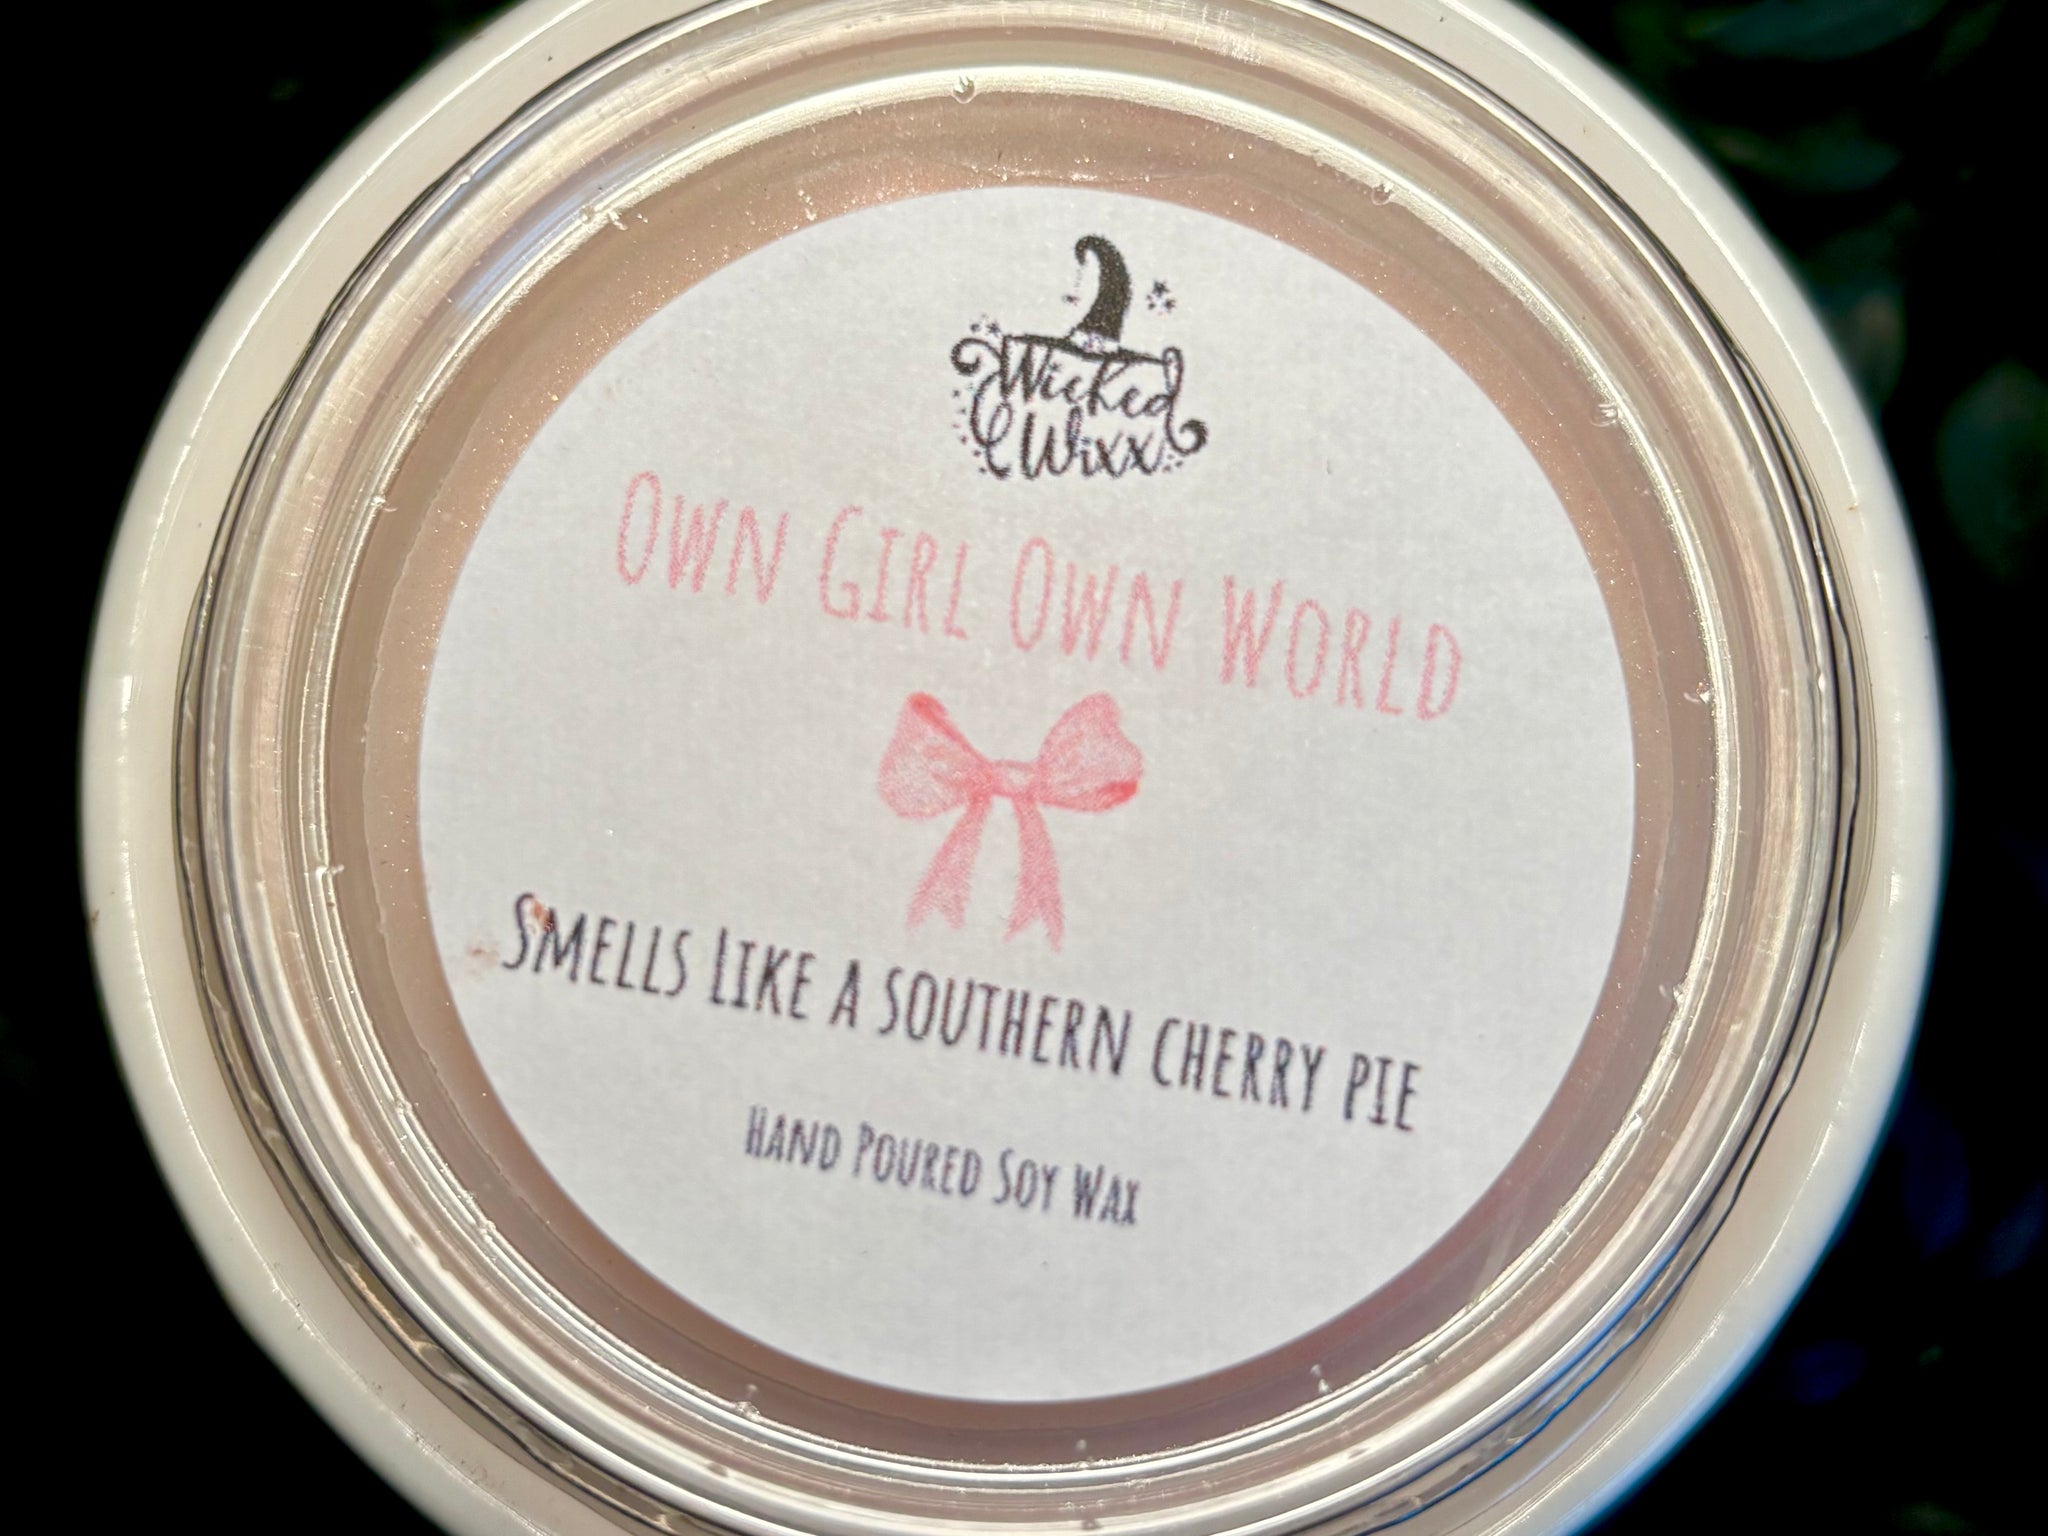 Wicked
Wixx
OWN GIRL OWN WORLD
SMELLS LIKE A SOUTHERN CHERRY PIE
HAND POURED SOY WAX